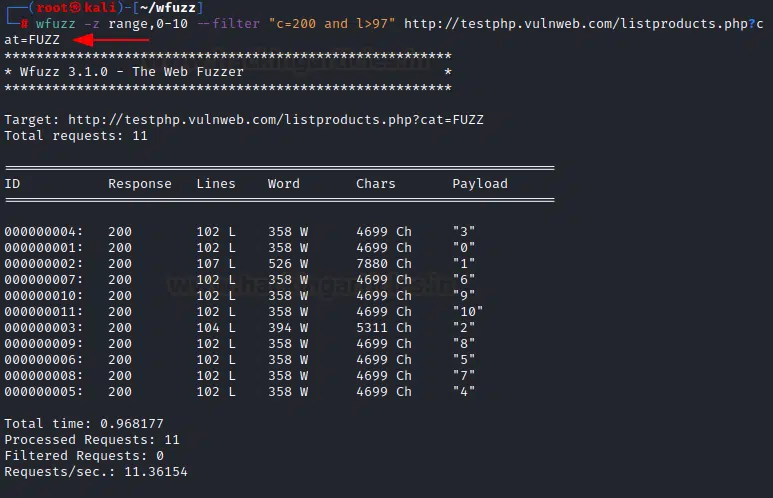 ┌──(root㉿kali)-[~/wfuzz]
└─# wfuzz -z range,0-10 --filter "c=200 and l>97" http://testphp.vulnweb.com/listproducts.php?c
at=FUZZ
********************************************************
* Wfuzz 3.1.0 - The Web Fuzzer                         *
********************************************************
Target: http://testphp.vulnweb.com/listproducts.php?cat=FUZZ
Total requests: 11
=====================================================================
ID           Response   Lines    Word       Chars       Payload
=====================================================================
000000004:   200        102 L    358 W      4699 Ch     "3"
000000001:   200        102 L    358 W      4699 Ch     "0"
000000002:   200        107 L    526 W      7880 Ch     "1"
000000007:   200        102 L    358 W      4699 Ch     "6"
000000010:   200        102 L    358 W      4699 Ch     "9"
000000011:   200        102 L    358 W      4699 Ch     "10"
000000003:   200        104 L    394 W      5311 Ch     "2"
000000009:   200        102 L    358 W      4699 Ch     "8"
000000006:   200        102 L    358 W      4699 Ch     "5"
000000008:   200        102 L    358 W      4699 Ch     "7"
000000005:   200        102 L    358 W      4699 Ch     "4"
Total time: 0.968177
Processed Requests: 11
Filtered Requests: 0
Requests/sec.: 11.36154